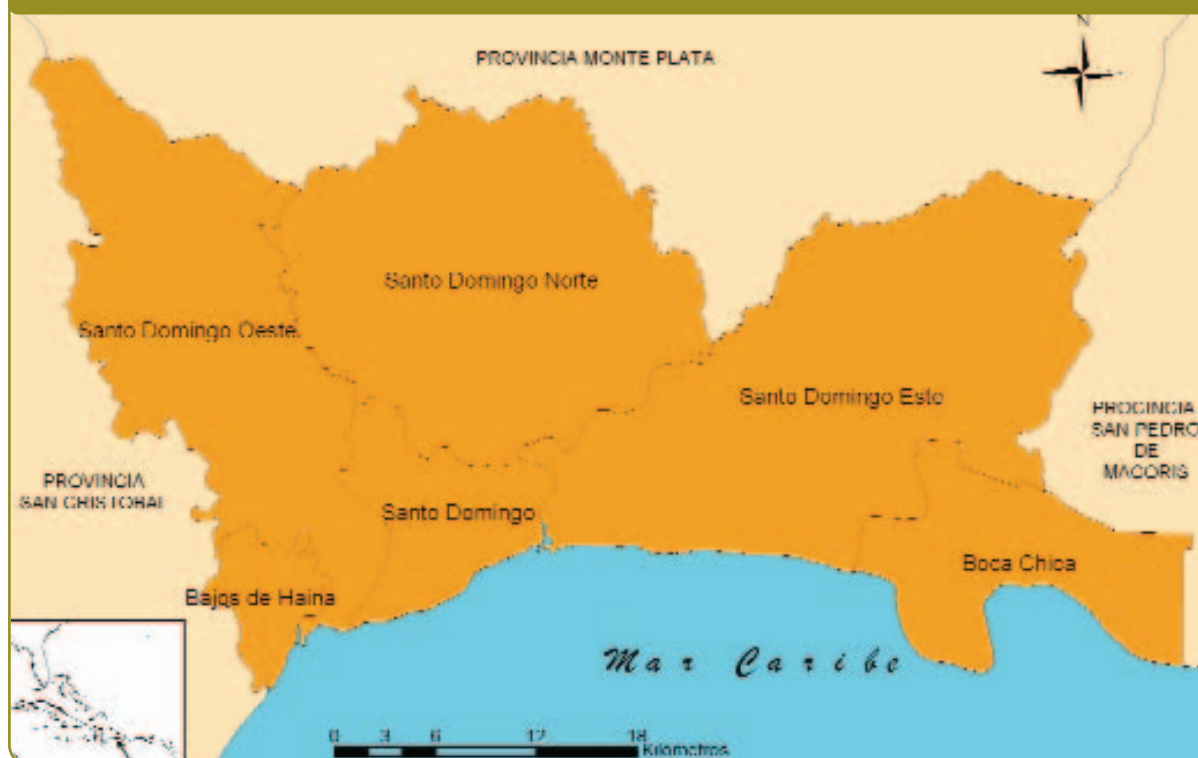 N
PROVINCIA MONTE PLATA
Santo Domingo Norte
Santo Domingo Oeste
Santo Domingo Este
PROCINCIA
SAN PEDRO
DE
MACORIS
PROVINCIA
SAN CRISTOBAL
Santo Domingo
Boca Chica
Bajos de Haina
Mar Caribe
0 3 6 12 18
Kilometros